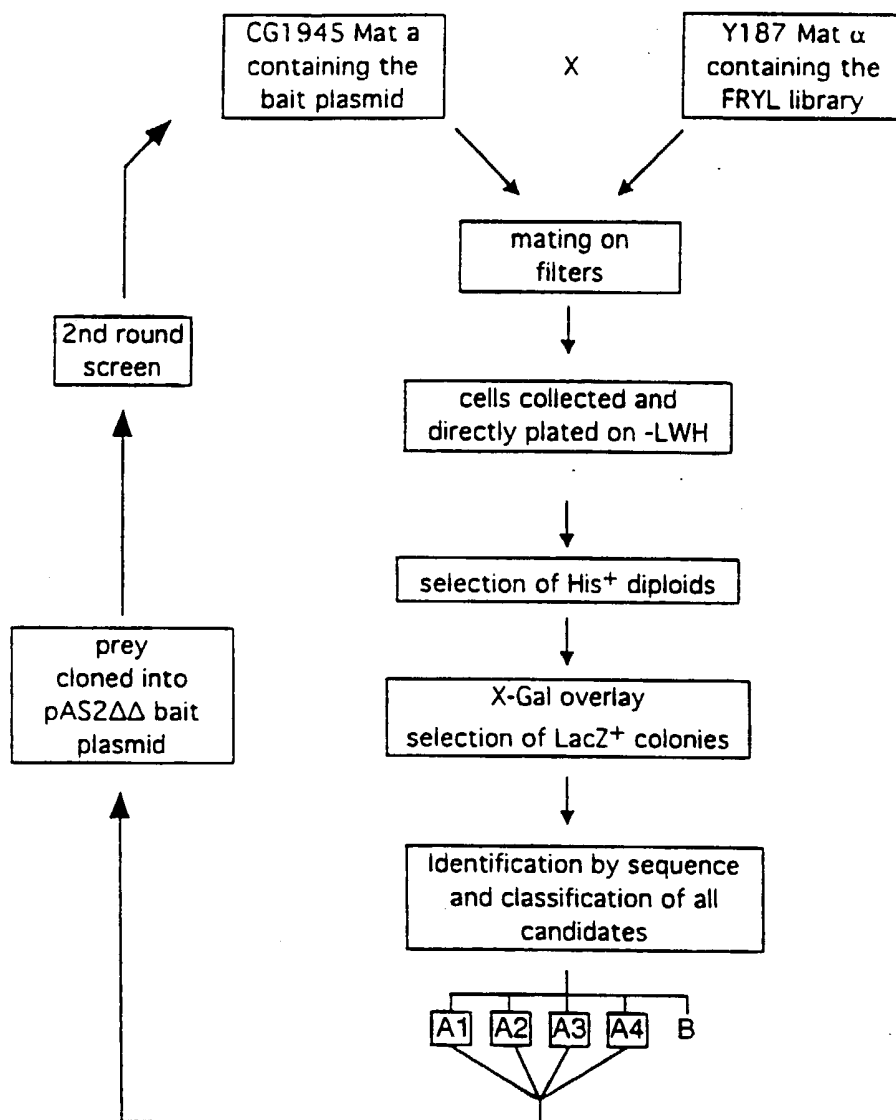 CG1945 Mat a
containing the
bait plasmid
X
Y187 Mat α
containing the
FRYL library
mating on
filters
2nd round
screen
cells collected and
directly plated on -LWH
selection of His⁺ diploids
prey
cloned into
pAS2ΔΔ bait
plasmid
X-Gal overlay
selection of LacZ⁺ colonies
Identification by sequence
and classification of all
candidates
A1 A2 A3 A4 B